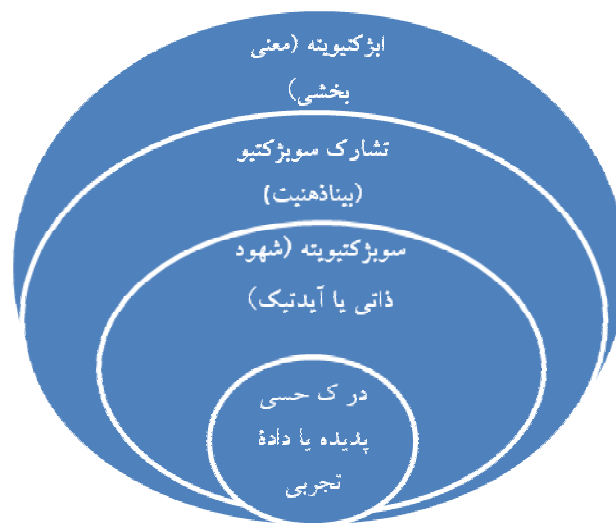 ابژکتیویته (معنی
بخشی)
تشارک سوبژکتیو
(بیناذهنیت)
سوبژکتیویته (شهود
ذاتی یا آیدتیک)
درک حسی
پدیده یا دادهٔ
تجربی